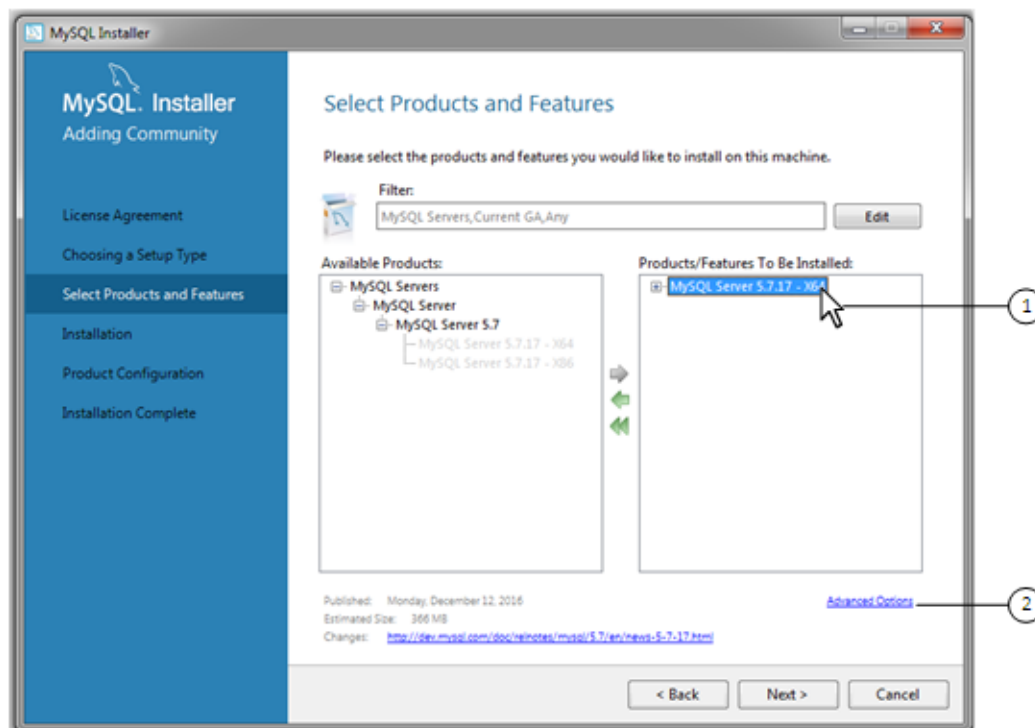 MySQL Installer
MySQL. Installer
Adding Community
License Agreement
Choosing a Setup Type
Select Products and Features
Installation
Product Configuration
Installation Complete
Select Products and Features
Please select the products and features you would like to install on this machine.
Filter:
MySQL Servers,Current GA,Any
Edit
Available Products:
MySQL Servers
MySQL Server
MySQL Server 5.7
MySQL Server 5.7.17 - X64
MySQL Server 5.7.17 - X86
Products/Features To Be Installed:
MySQL Server 5.7.17 - X64
1
Published: Monday, December 12, 2016
Advanced Options
2
Estimated Size: 366 MB
Changes: http://dev.mysql.com/doc/relnotes/mysql/5.7/en/news-5-7-17.html
< Back
Next >
Cancel